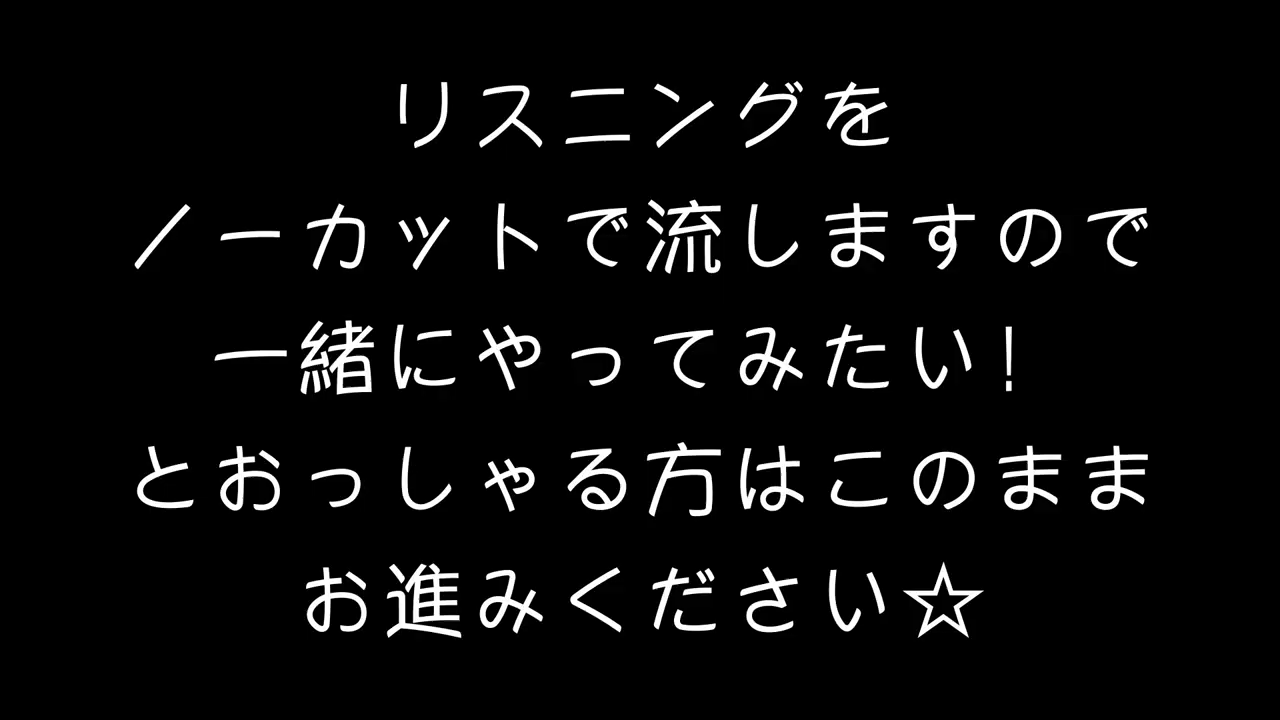 リスニングを
ノーカットで流しますので
一緒にやってみたい！
とおっしゃる方はこのまま
お進みください☆